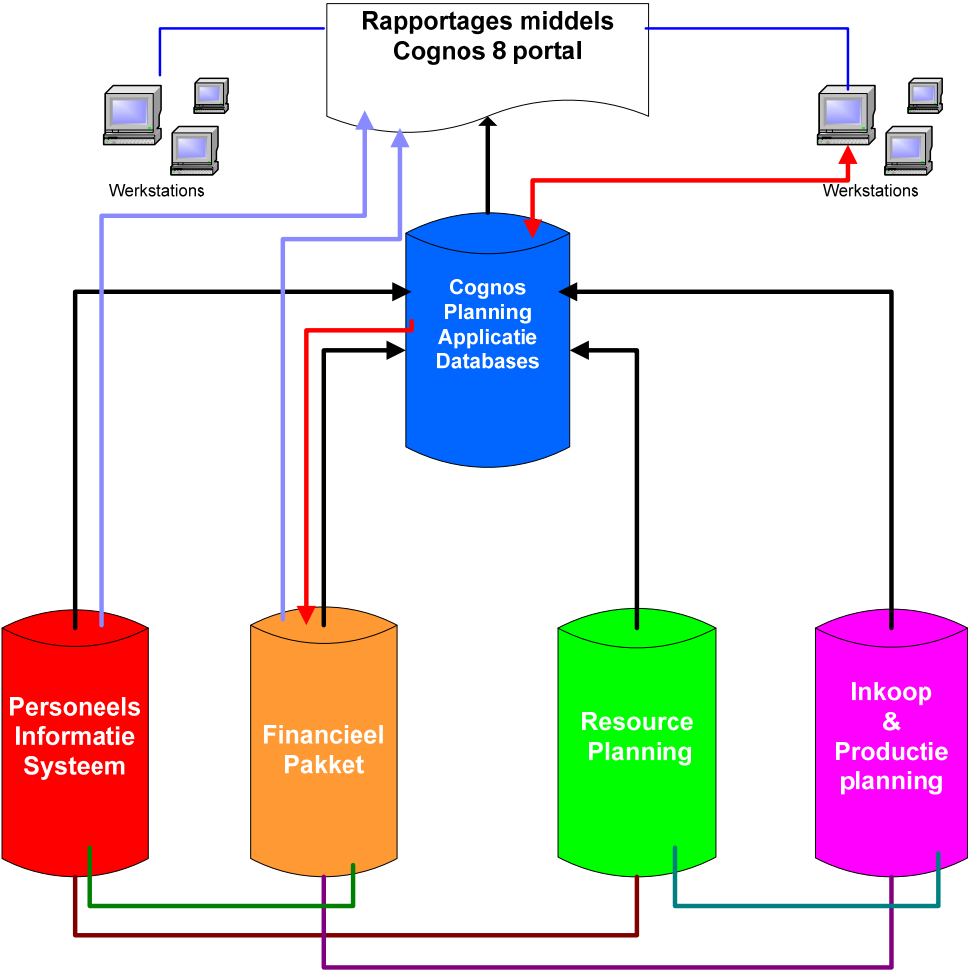 Rapportages middels
Cognos 8 portal
Werkstations
Werkstations
Cognos
Planning
Applicatie
Databases
Personeels
Informatie
Systeem
Financieel
Pakket
Resource
Planning
Inkoop
&
Productie
planning